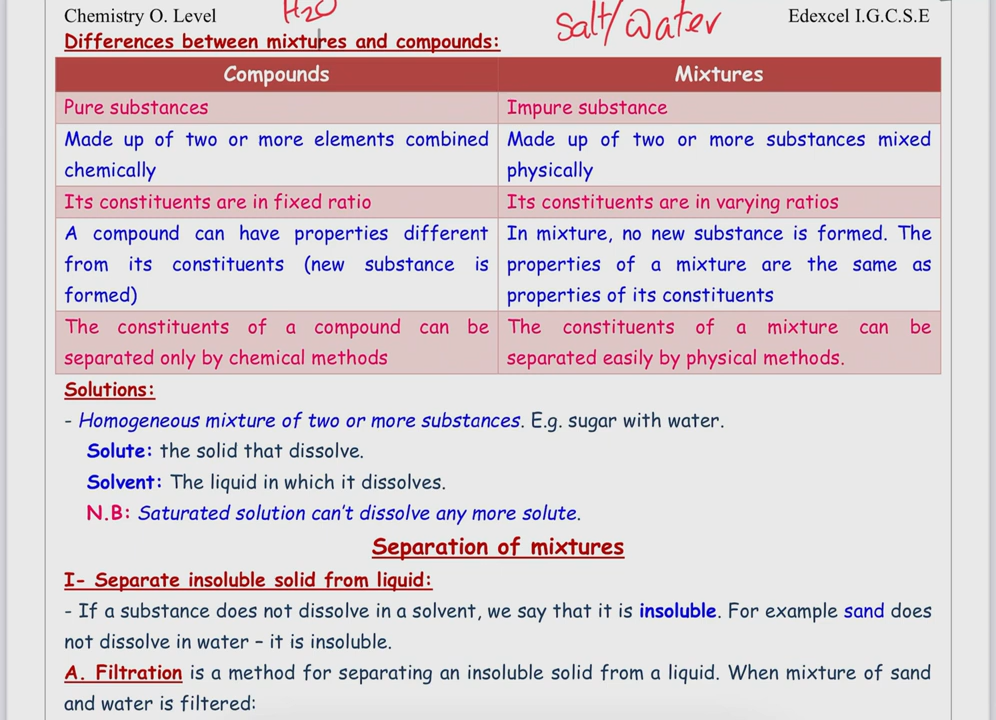 Chemistry O. Level
H2O
Salt/Water
Edexcel I.G.C.S.E
Differences between mixtures and compounds:
Compounds
Mixtures
Pure substances
Impure substance
Made up of two or more elements combined
chemically
Made up of two or more substances mixed
physically
Its constituents are in fixed ratio
Its constituents are in varying ratios
A compound can have properties different
from its constituents (new substance is
formed)
In mixture, no new substance is formed. The
properties of a mixture are the same as
properties of its constituents
The constituents of a compound can be
separated only by chemical methods
The constituents of a mixture can be
separated easily by physical methods.
Solutions:
- Homogeneous mixture of two or more substances. E.g. sugar with water.
Solute: the solid that dissolve.
Solvent: The liquid in which it dissolves.
N.B: Saturated solution can't dissolve any more solute.
Separation of mixtures
I- Separate insoluble solid from liquid:
- If a substance does not dissolve in a solvent, we say that it is insoluble. For example sand does
not dissolve in water – it is insoluble.
A. Filtration is a method for separating an insoluble solid from a liquid. When mixture of sand
and water is filtered: